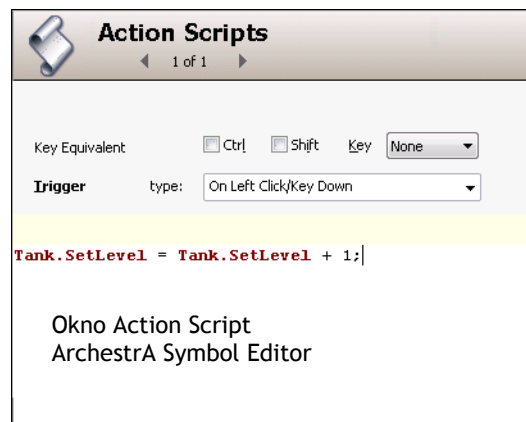 Action Scripts
1 of 1
Key Equivalent Ctrl Shift Key None
Trigger type: On Left Click/Key Down
Tank.SetLevel = Tank.SetLevel + 1;
Okno Action Script
ArchestrA Symbol Editor